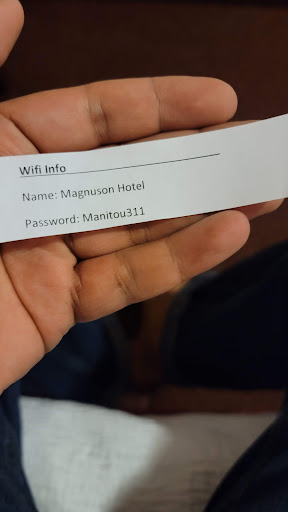 Wifi Info
Name: Magnuson Hotel
Password: Manitou311